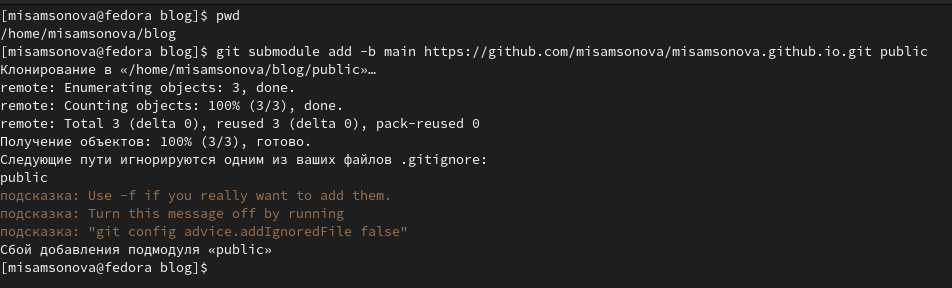 [misamsonova@fedora blog]$ pwd
/home/misamsonova/blog
[misamsonova@fedora blog]$ git submodule add -b main https://github.com/misamsonova/misamsonova.github.io.git public
Клонирование в «/home/misamsonova/blog/public»…
remote: Enumerating objects: 3, done.
remote: Counting objects: 100% (3/3), done.
remote: Total 3 (delta 0), reused 3 (delta 0), pack-reused 0
Получение объектов: 100% (3/3), готово.
Следующие пути игнорируются одним из ваших файлов .gitignore:
public
подсказка: Use -f if you really want to add them.
подсказка: Turn this message off by running
подсказка: "git config advice.addIgnoredFile false"
Сбой добавления подмодуля «public»
[misamsonova@fedora blog]$